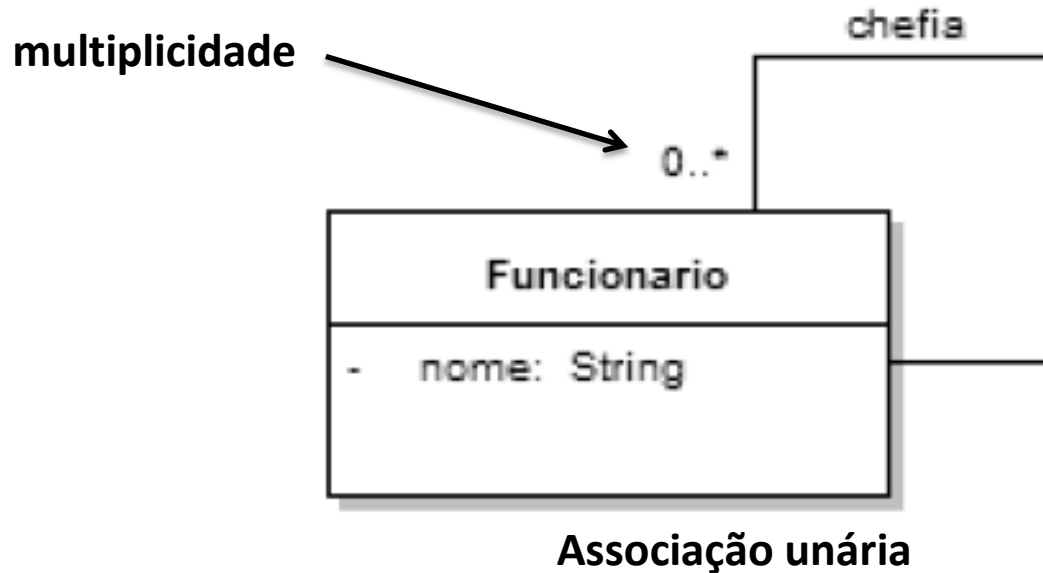 chefia
multiplicidade
0..*
Funcionario
- nome: String
Associação unária